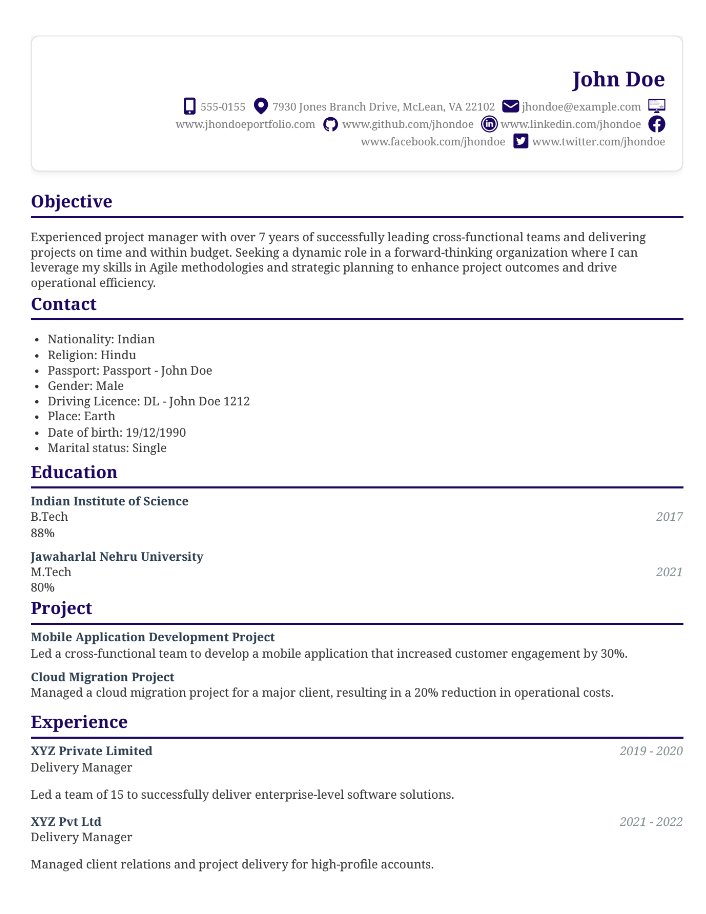 John Doe
555-0155 7930 Jones Branch Drive, McLean, VA 22102 jhondoe@example.com
www.jhondoeportfolio.com www.github.com/jhondoe www.linkedin.com/jhondoe
www.facebook.com/jhondoe www.twitter.com/jhondoe
Objective
Experienced project manager with over 7 years of successfully leading cross-functional teams and delivering
projects on time and within budget. Seeking a dynamic role in a forward-thinking organization where I can
leverage my skills in Agile methodologies and strategic planning to enhance project outcomes and drive
operational efficiency.
Contact
• Nationality: Indian
• Religion: Hindu
• Passport: Passport - John Doe
• Gender: Male
• Driving Licence: DL - John Doe 1212
• Place: Earth
• Date of birth: 19/12/1990
• Marital status: Single
Education
Indian Institute of Science
B.Tech 2017
88%
Jawaharlal Nehru University
M.Tech 2021
80%
Project
Mobile Application Development Project
Led a cross-functional team to develop a mobile application that increased customer engagement by 30%.
Cloud Migration Project
Managed a cloud migration project for a major client, resulting in a 20% reduction in operational costs.
Experience
XYZ Private Limited 2019 - 2020
Delivery Manager
Led a team of 15 to successfully deliver enterprise-level software solutions.
XYZ Pvt Ltd 2021 - 2022
Delivery Manager
Managed client relations and project delivery for high-profile accounts.